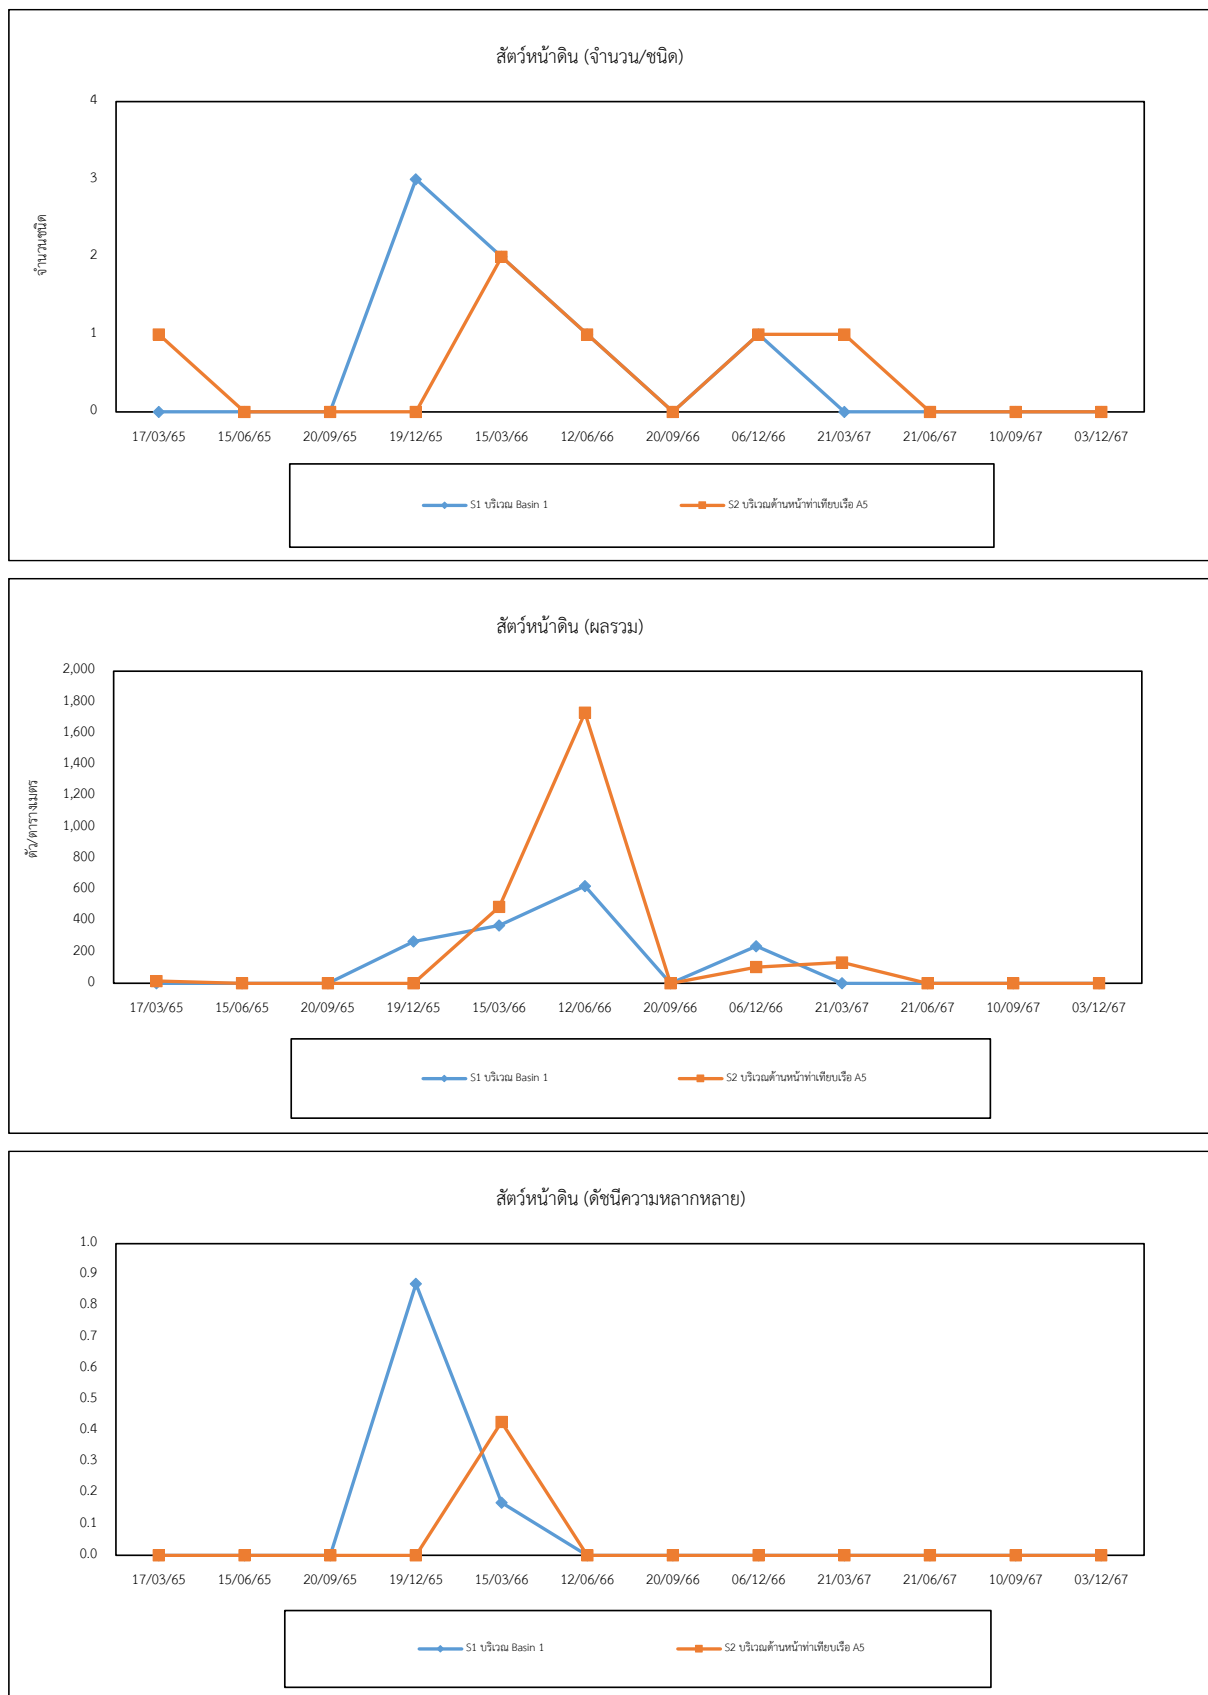 สัตว์หน้าดิน (จำนวน/ชนิด)
จำนวนชนิด
4
3
2
1
0
17/03/65 15/06/65 20/09/65 19/12/65 15/03/66 12/06/66 20/09/66 06/12/66 21/03/67 21/06/67 10/09/67 03/12/67
S1 บริเวณ Basin 1 S2 บริเวณด้านหน้าท่าเทียบเรือ A5
สัตว์หน้าดิน (ผลรวม)
ตัว/ตารางเมตร
2,000
1,800
1,600
1,400
1,200
1,000
800
600
400
200
0
17/03/65 15/06/65 20/09/65 19/12/65 15/03/66 12/06/66 20/09/66 06/12/66 21/03/67 21/06/67 10/09/67 03/12/67
S1 บริเวณ Basin 1 S2 บริเวณด้านหน้าท่าเทียบเรือ A5
สัตว์หน้าดิน (ดัชนีความหลากหลาย)
1.0
0.9
0.8
0.7
0.6
0.5
0.4
0.3
0.2
0.1
0.0
17/03/65 15/06/65 20/09/65 19/12/65 15/03/66 12/06/66 20/09/66 06/12/66 21/03/67 21/06/67 10/09/67 03/12/67
S1 บริเวณ Basin 1 S2 บริเวณด้านหน้าท่าเทียบเรือ A5